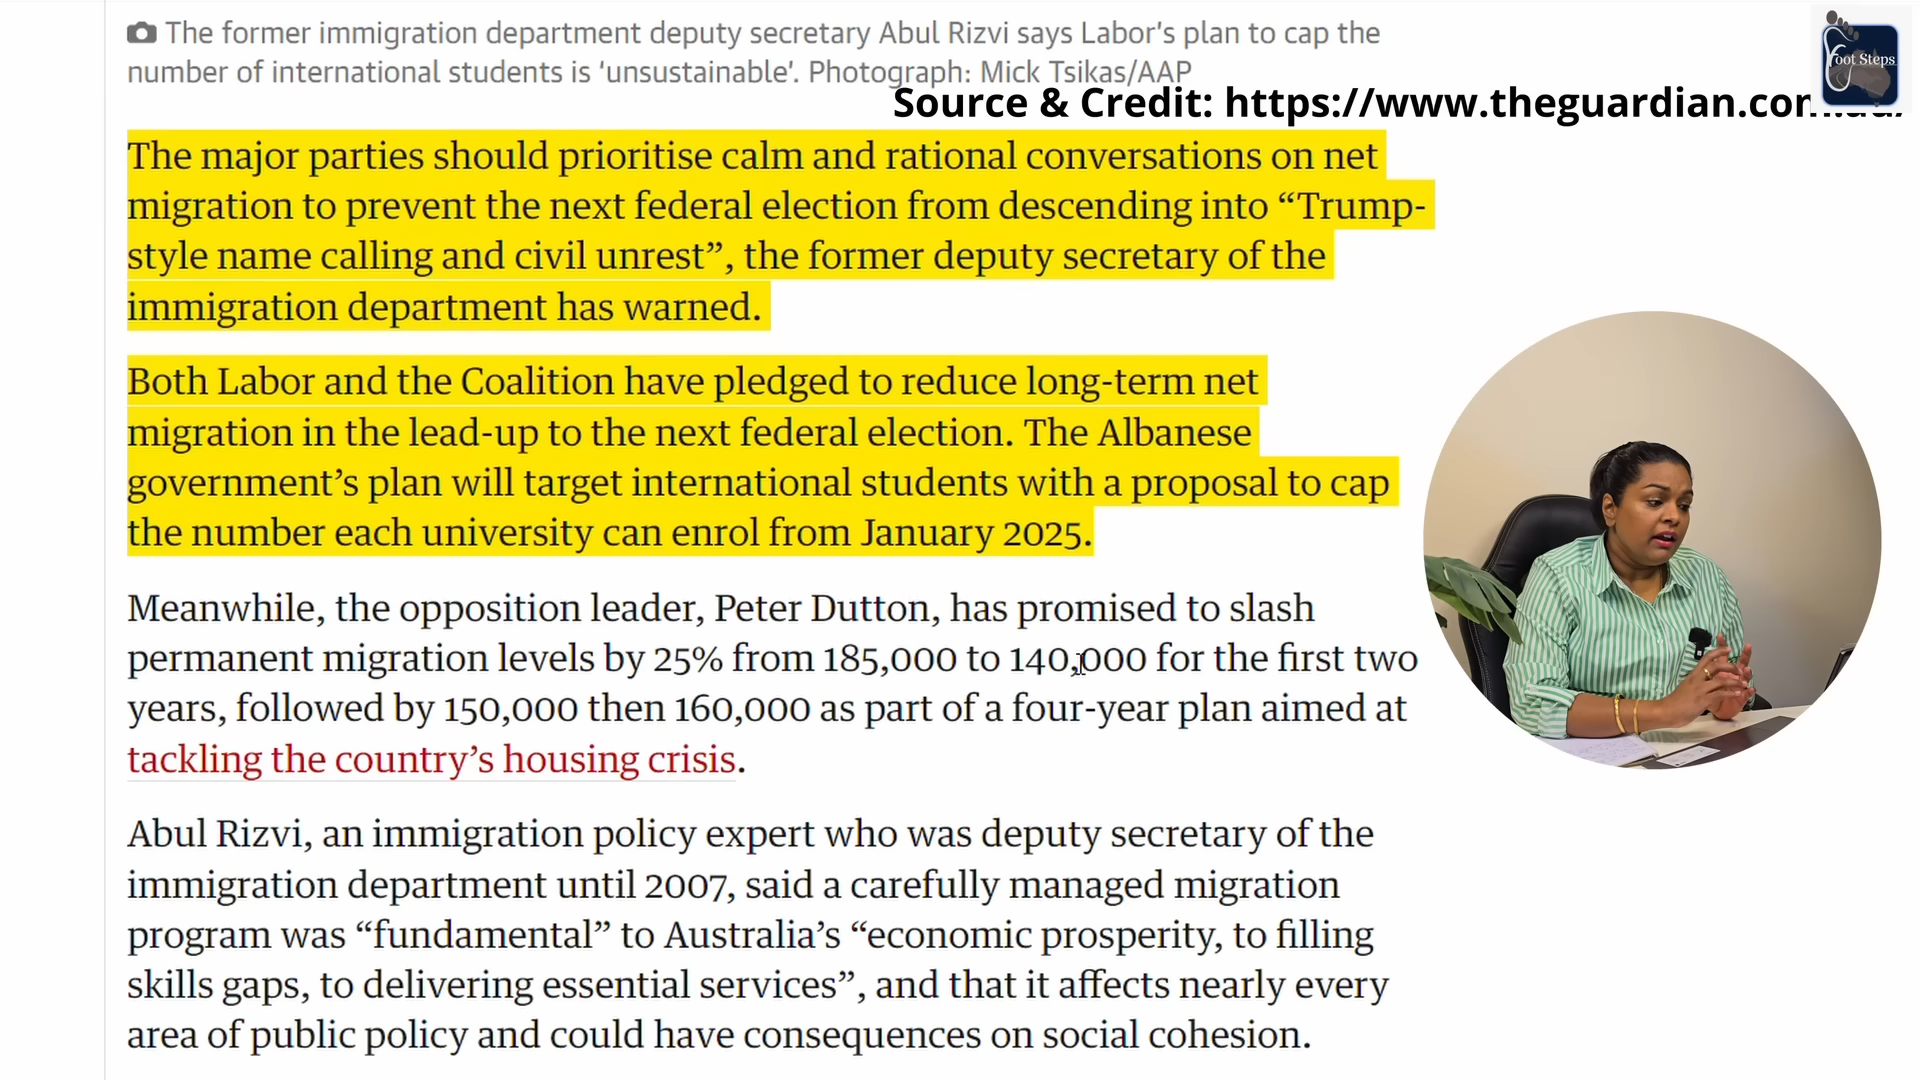 The former immigration department deputy secretary Abul Rizvi says Labor’s plan to cap the
number of international students is ‘unsustainable’. Photograph: Mick Tsikas/AAP
Source & Credit: https://www.theguardian.com
Foot Steps
The major parties should prioritise calm and rational conversations on net
migration to prevent the next federal election from descending into “Trump-
style name calling and civil unrest”, the former deputy secretary of the
immigration department has warned.
Both Labor and the Coalition have pledged to reduce long-term net
migration in the lead-up to the next federal election. The Albanese
government’s plan will target international students with a proposal to cap
the number each university can enrol from January 2025.
Meanwhile, the opposition leader, Peter Dutton, has promised to slash
permanent migration levels by 25% from 185,000 to 140,000 for the first two
years, followed by 150,000 then 160,000 as part of a four-year plan aimed at
tackling the country’s housing crisis.
Abul Rizvi, an immigration policy expert who was deputy secretary of the
immigration department until 2007, said a carefully managed migration
program was “fundamental” to Australia’s “economic prosperity, to filling
skills gaps, to delivering essential services”, and that it affects nearly every
area of public policy and could have consequences on social cohesion.